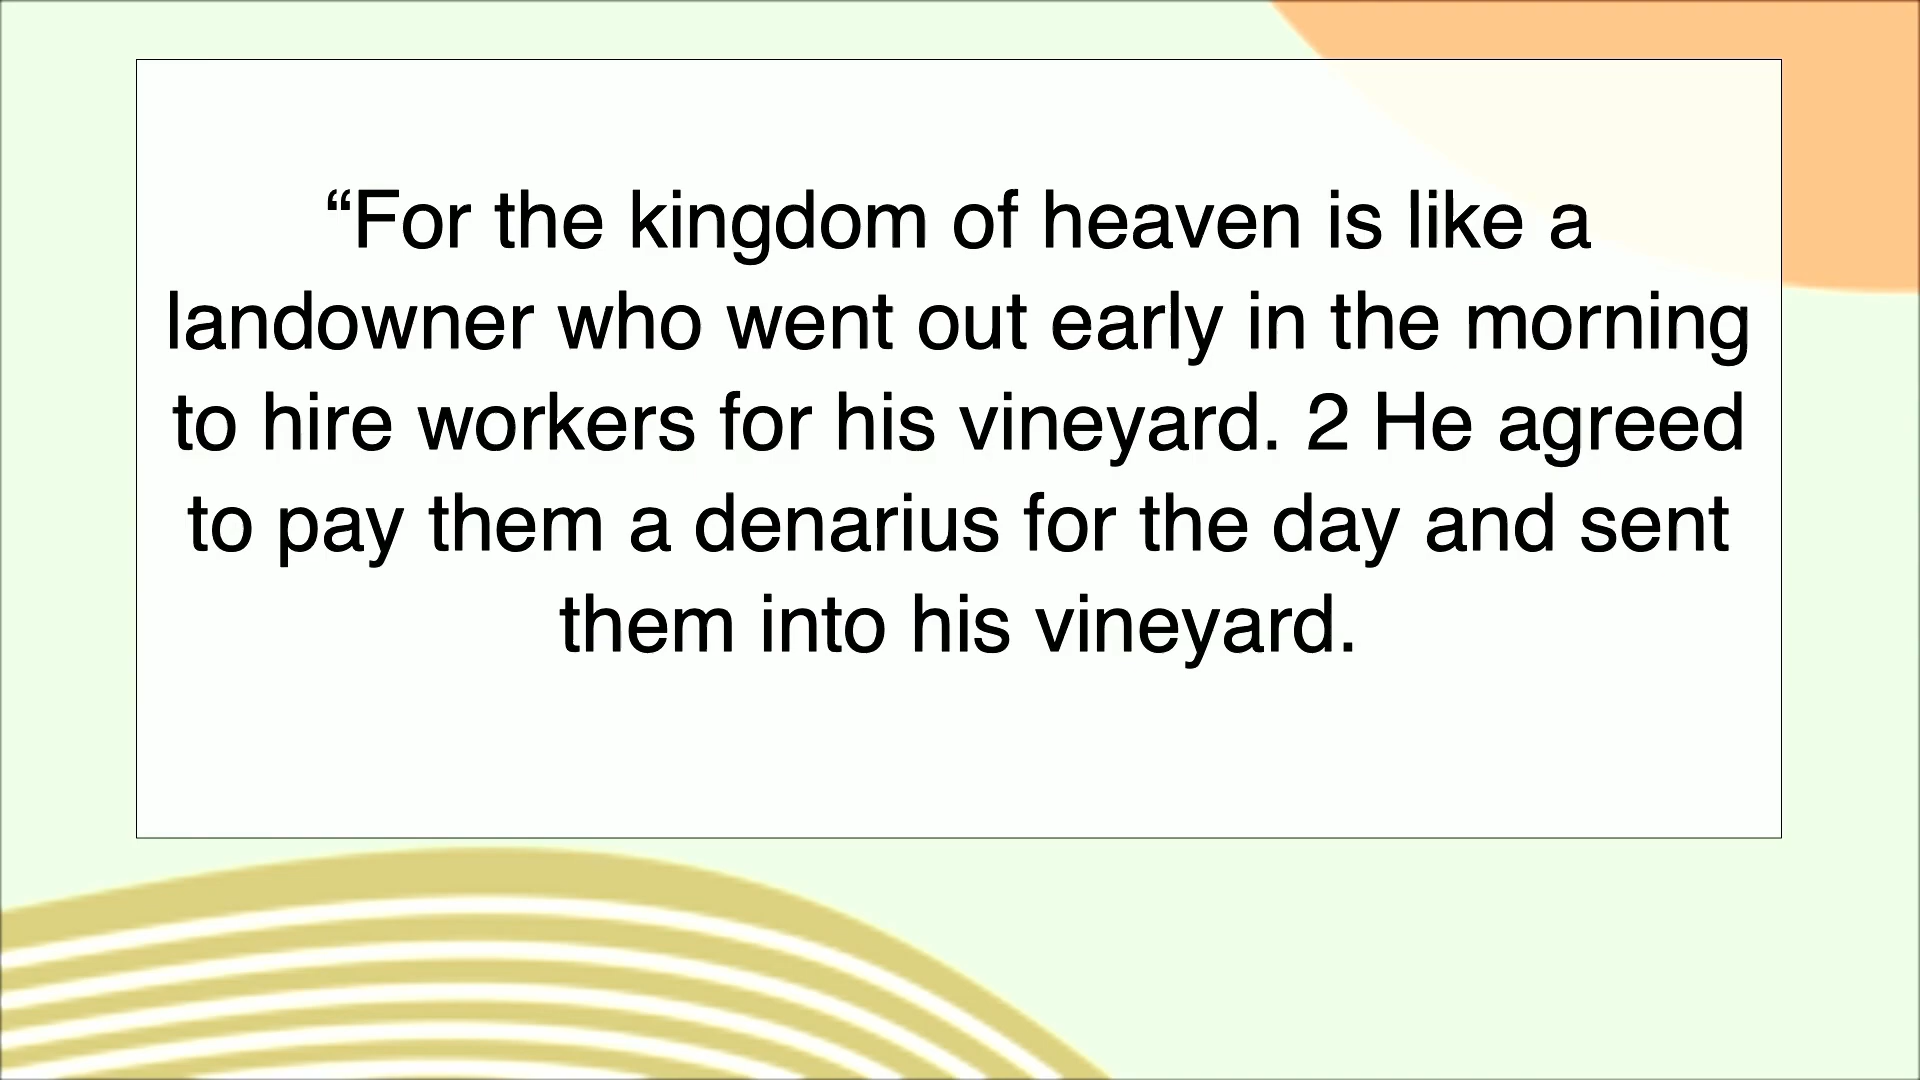 “For the kingdom of heaven is like a
landowner who went out early in the morning
to hire workers for his vineyard. 2 He agreed
to pay them a denarius for the day and sent
them into his vineyard.